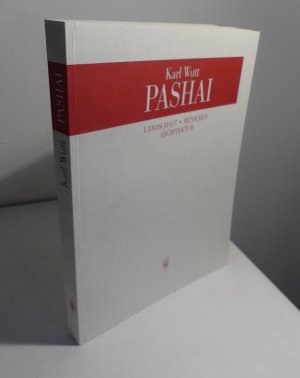 Karl Wutt
PASHAI
LANDSCHAFT • MENSCHEN
ARCHITEKTUR
Karl Wutt PASHAI